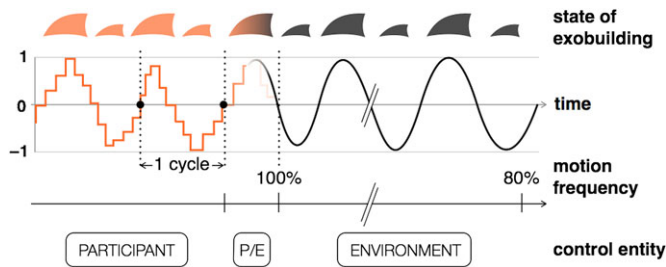 state of
exobuilding
1
0
time
-1
1 cycle
100%
80%
motion
frequency
PARTICIPANT
P/E
ENVIRONMENT
control entity